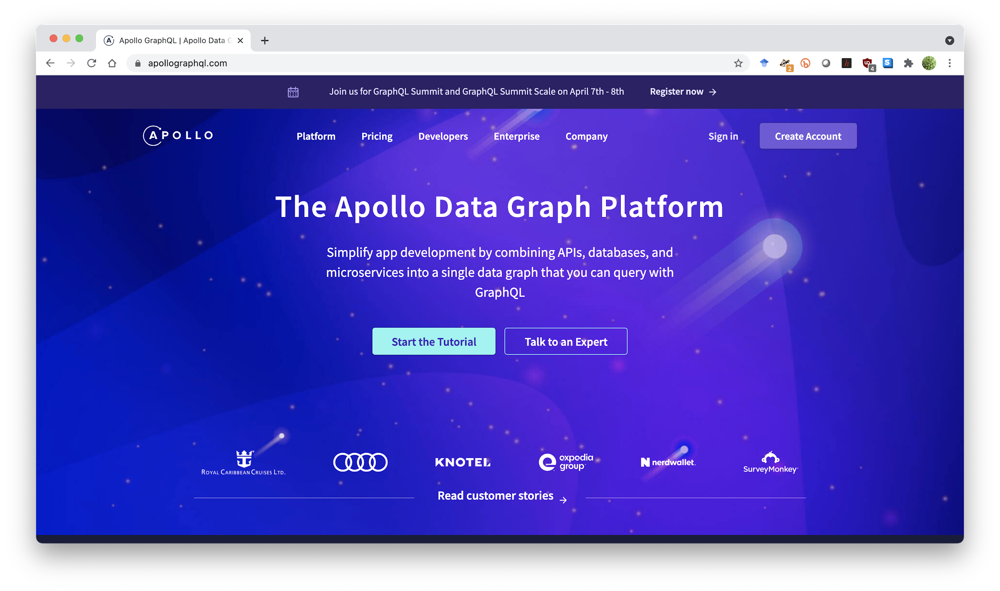 Apollo GraphQL | Apollo Data G
apollographql.com
2
4
Join us for GraphQL Summit and GraphQL Summit Scale on April 7th - 8th
Register now →
APOLLO
Platform
Pricing
Developers
Enterprise
Company
Sign in
Create Account
The Apollo Data Graph Platform
Simplify app development by combining APIs, databases, and
microservices into a single data graph that you can query with
GraphQL
Start the Tutorial
Talk to an Expert
ROYAL CARIBBEAN CRUISES LTD.
KNOTEL
expedia
group
nerdwallet
SurveyMonkey
Read customer stories →